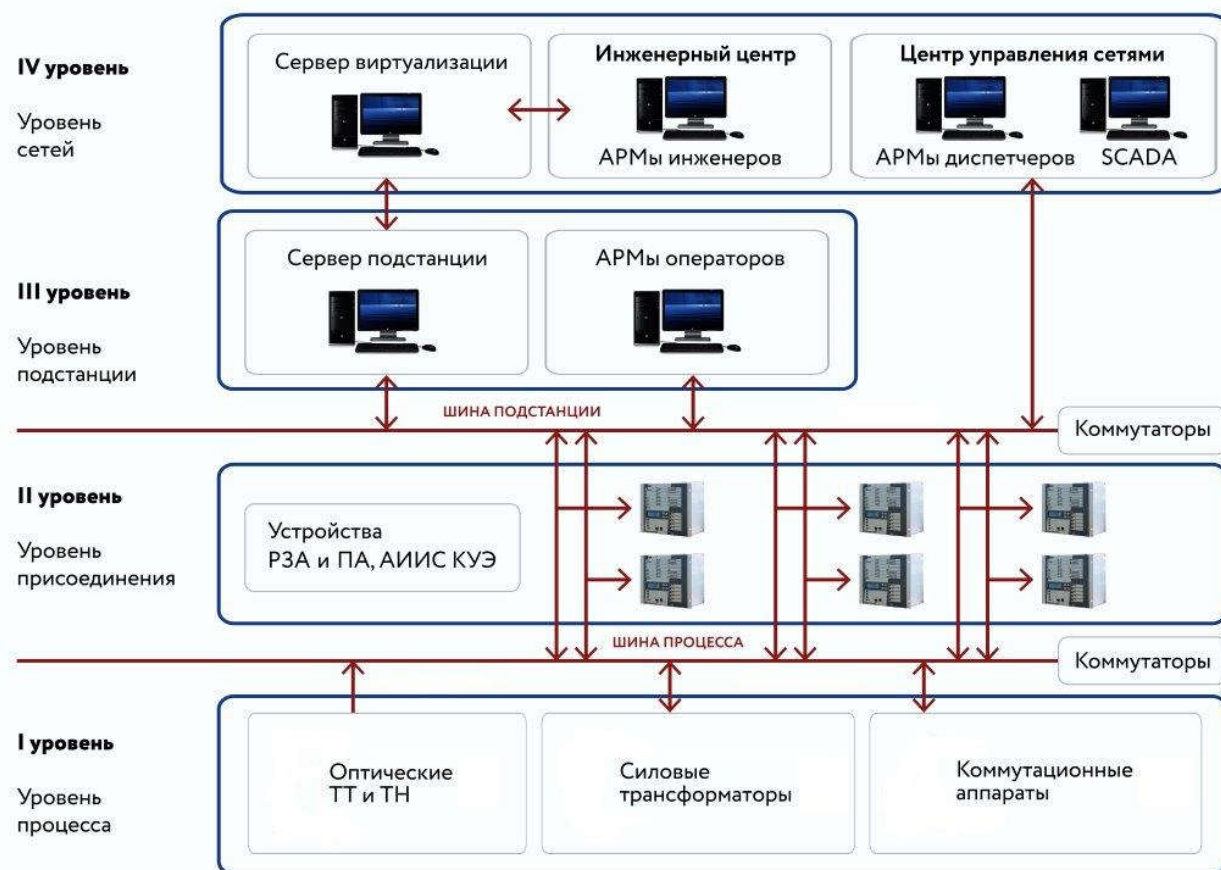 IV уровень
Уровень
сетей
Сервер виртуализации
Инженерный центр
АРМы инженеров
Центр управления сетями
АРМы диспетчеров
SCADA
III уровень
Уровень
подстанции
Сервер подстанции
АРМы операторов
ШИНА ПОДСТАНЦИИ
Коммутаторы
II уровень
Уровень
присоединения
Устройства
РЗА и ПА, АИИС КУЭ
ШИНА ПРОЦЕССА
Коммутаторы
I уровень
Уровень
процесса
Оптические
ТТ и ТН
Силовые
трансформаторы
Коммутационные
аппараты